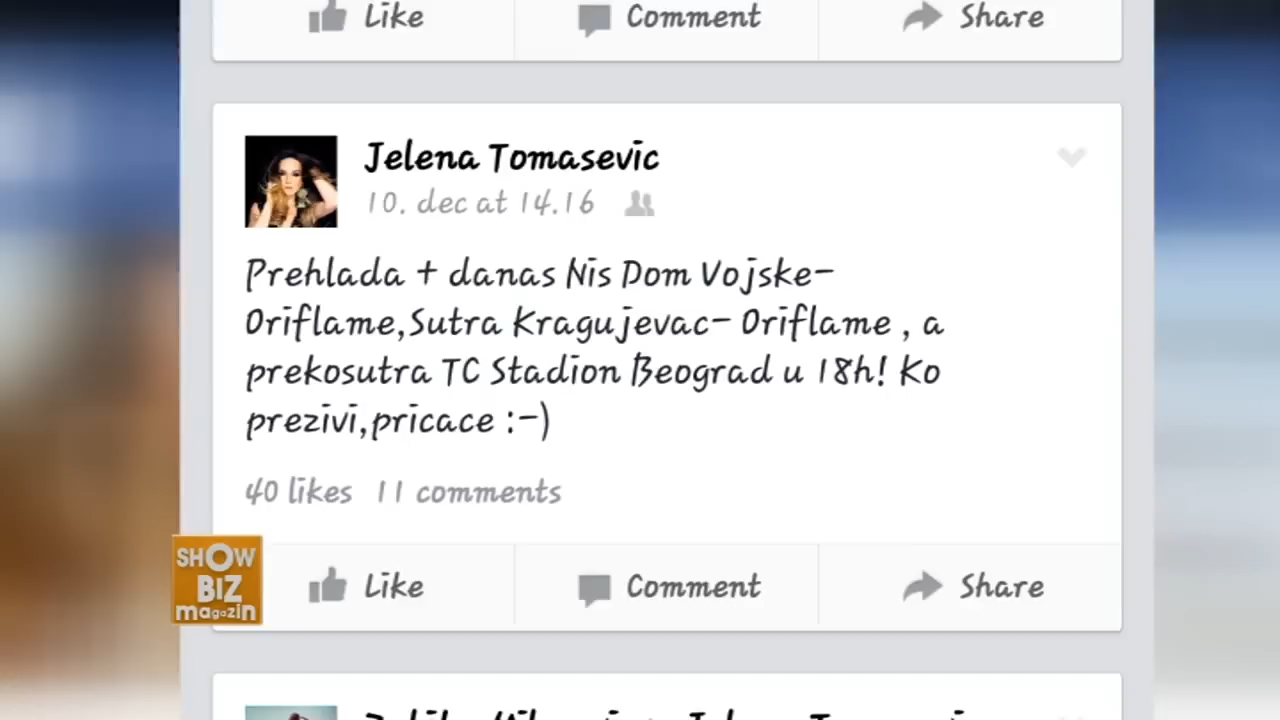 Like Comment Share
Jelena Tomasevic
10. dec at 14.16
Prehlada + danas Nis Dom Vojske-
Oriflame,Sutra Kragujevac- Oriflame , a
prekosutra TC Stadion Beograd u 18h! Ko
prezivi,pricace :-)
40 likes 11 comments
Like Comment Share
SHOW
BIZ
magazin